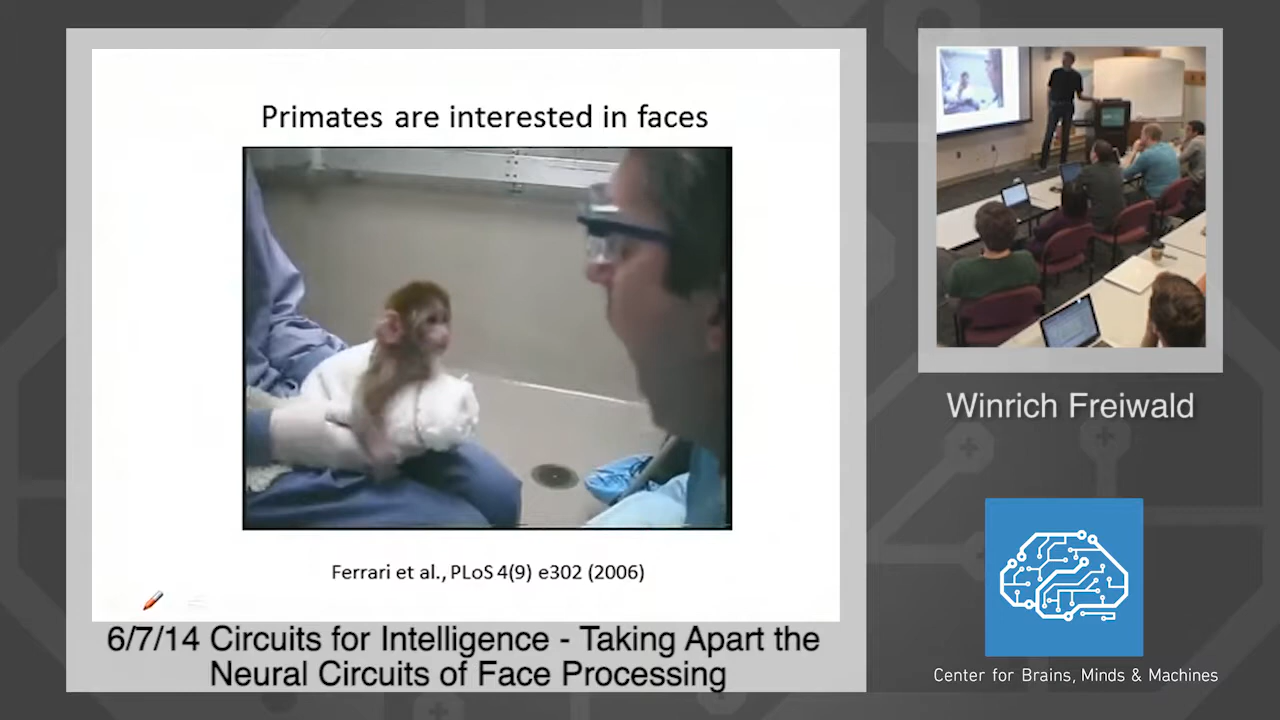 Primates are interested in faces
Ferrari et al., PLoS 4(9) e302 (2006)
6/7/14 Circuits for Intelligence - Taking Apart the
Neural Circuits of Face Processing
Winrich Freiwald
Center for Brains, Minds & Machines